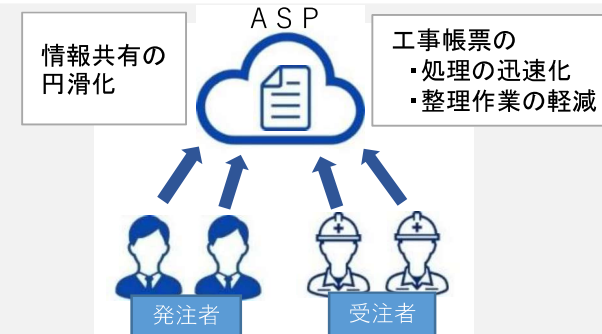 ASP
情報共有の
円滑化
工事帳票の
・処理の迅速化
・整理作業の軽減
発注者
受注者